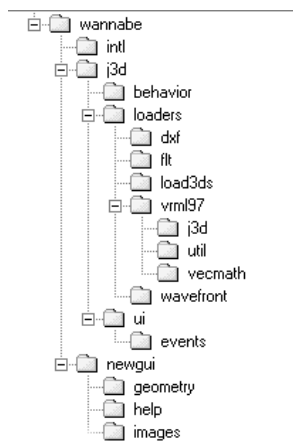 wannabe
intl
j3d
behavior
loaders
dxf
flt
load3ds
vrml97
j3d
util
vecmath
wavefront
ui
events
newgui
geometry
help
images